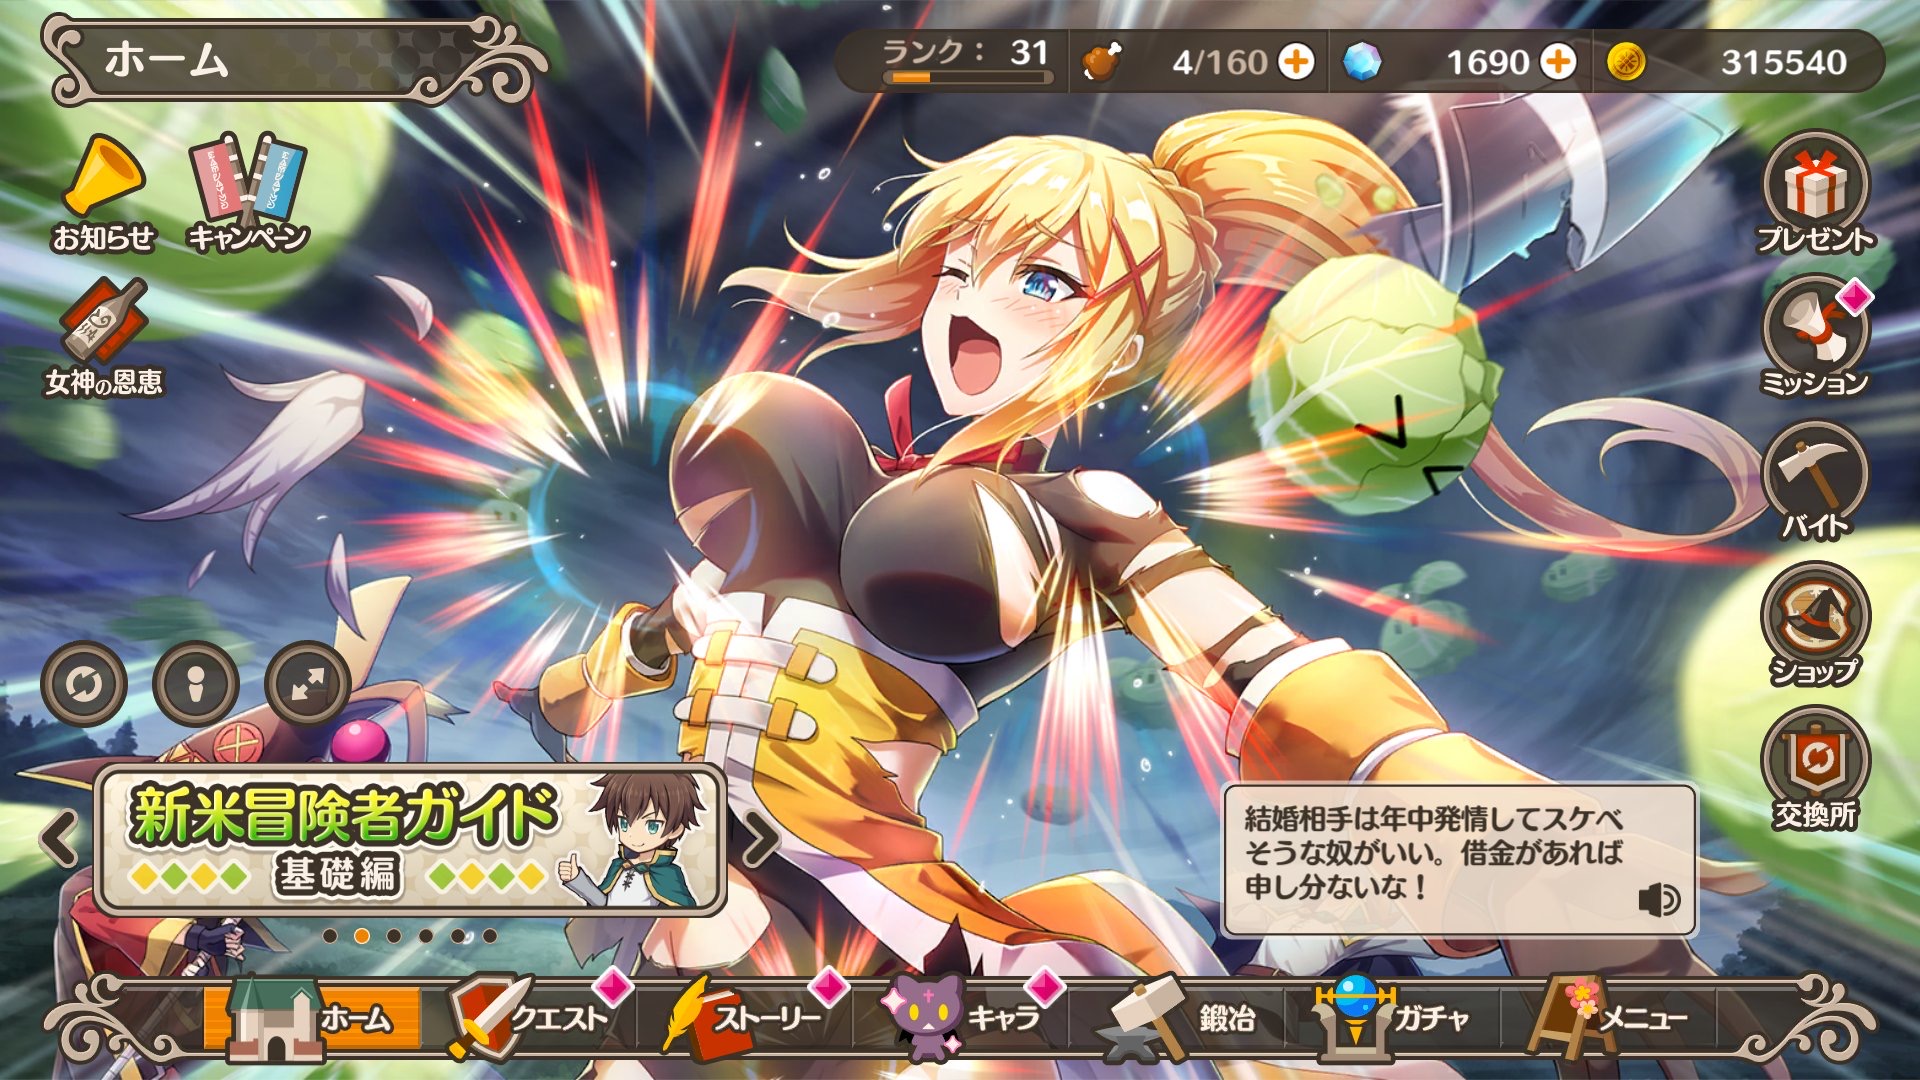 ホーム
ランク： 31
4/160
1690
315540
お知らせ
キャンペーン
プレゼント
女神の恩恵
ミッション
バイト
ショップ
交換所
新米冒険者ガイド
基礎編
結婚相手は年中発情してスケベ
そうな奴がいい。借金があれば
申し分ないな！
ホーム
クエスト
ストーリー
キャラ
鍛冶
ガチャ
メニュー